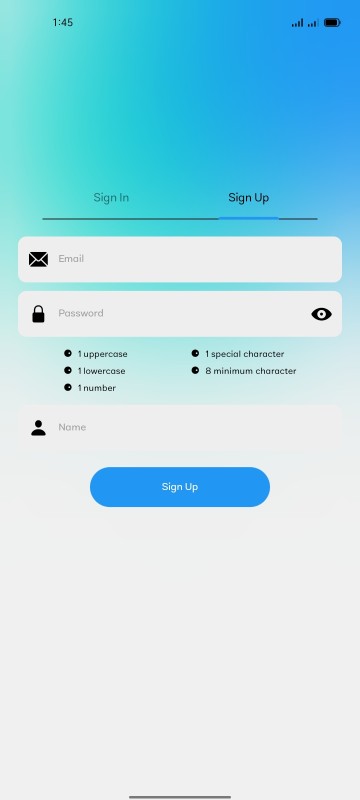 1:45
Sign In
Sign Up
Email
Password
1 uppercase
1 special character
1 lowercase
8 minimum character
1 number
Name
Sign Up